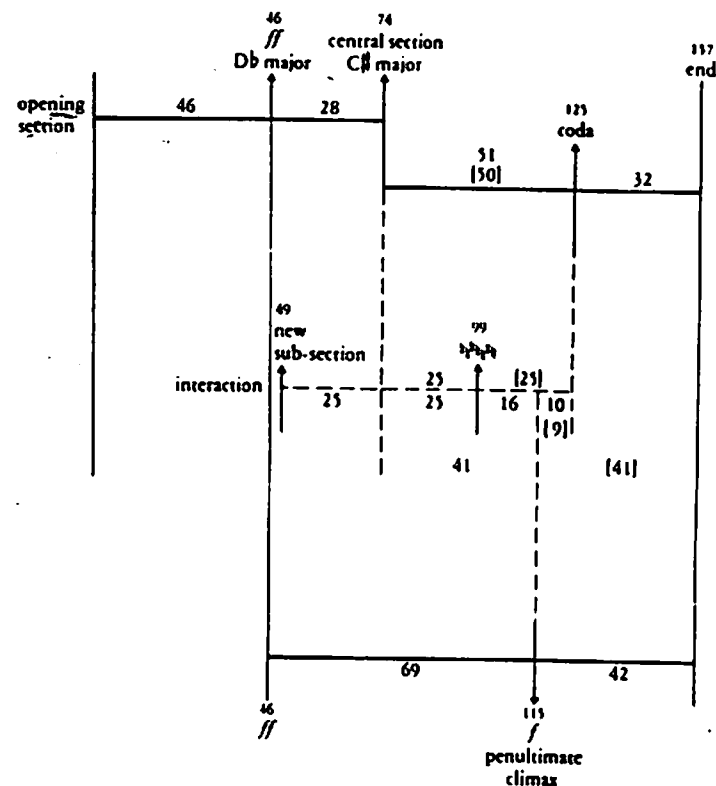 46
ff
Db major
74
central section
C# major
137
end
opening
section
46
28
125
coda
51
[50]
32
49
new
sub-section
99
interaction
25
[25]
25
25
16
10
[9]
41
[41]
69
42
46
ff
115
f
penultimate
climax